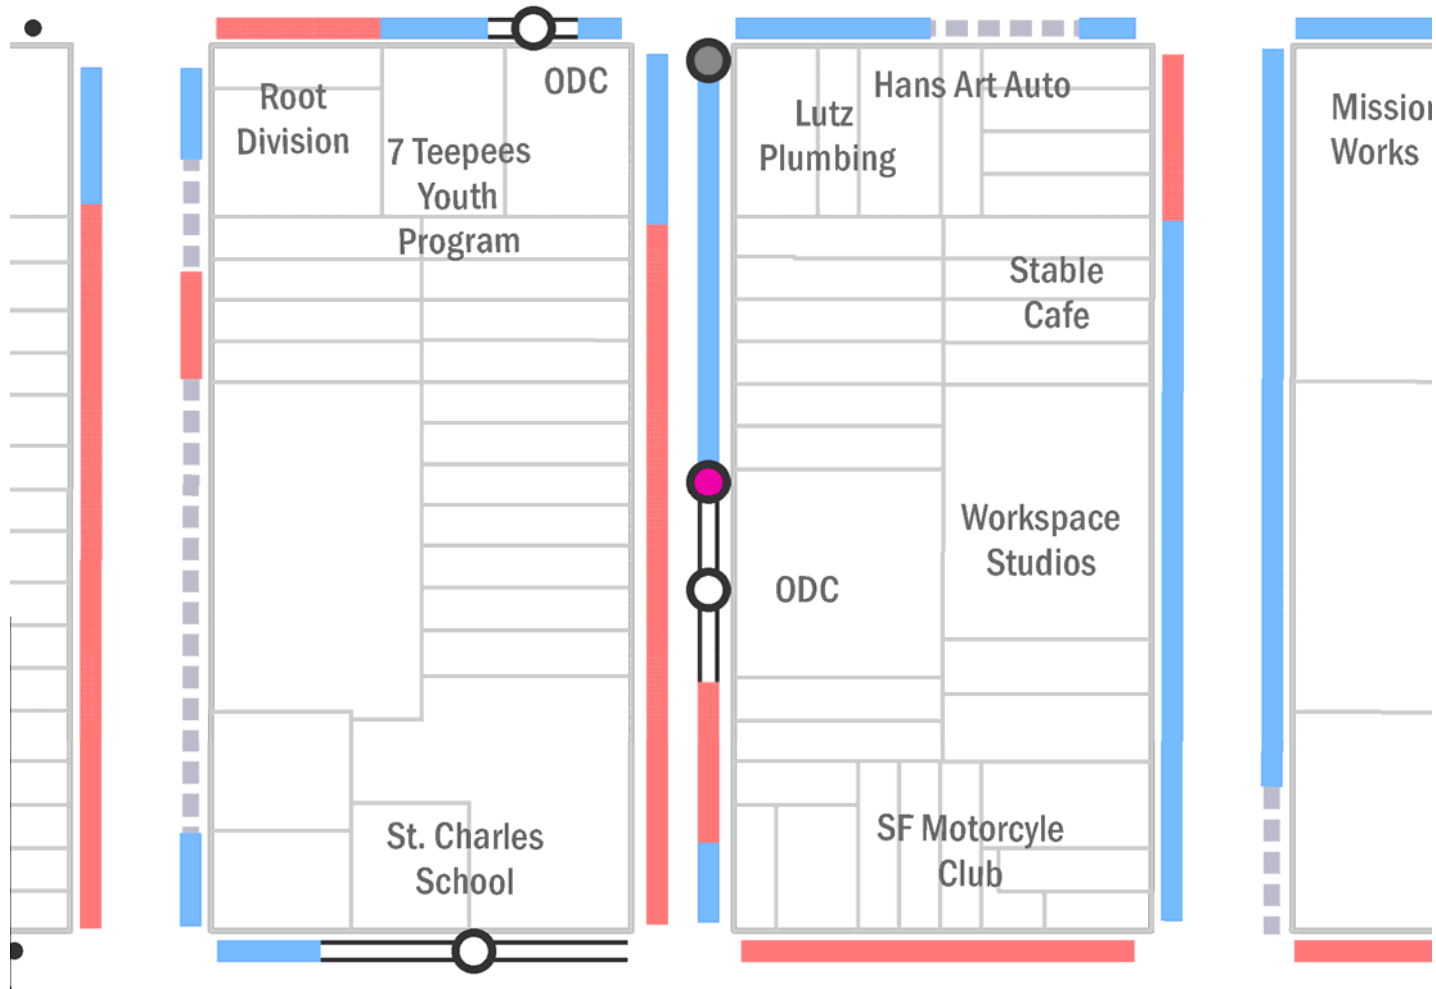 Root
Division
7 Teepees
Youth
Program
ODC
St. Charles
School
Lutz
Plumbing
Hans Art Auto
Stable
Cafe
Workspace
Studios
ODC
SF Motorcyle
Club
Mission
Works